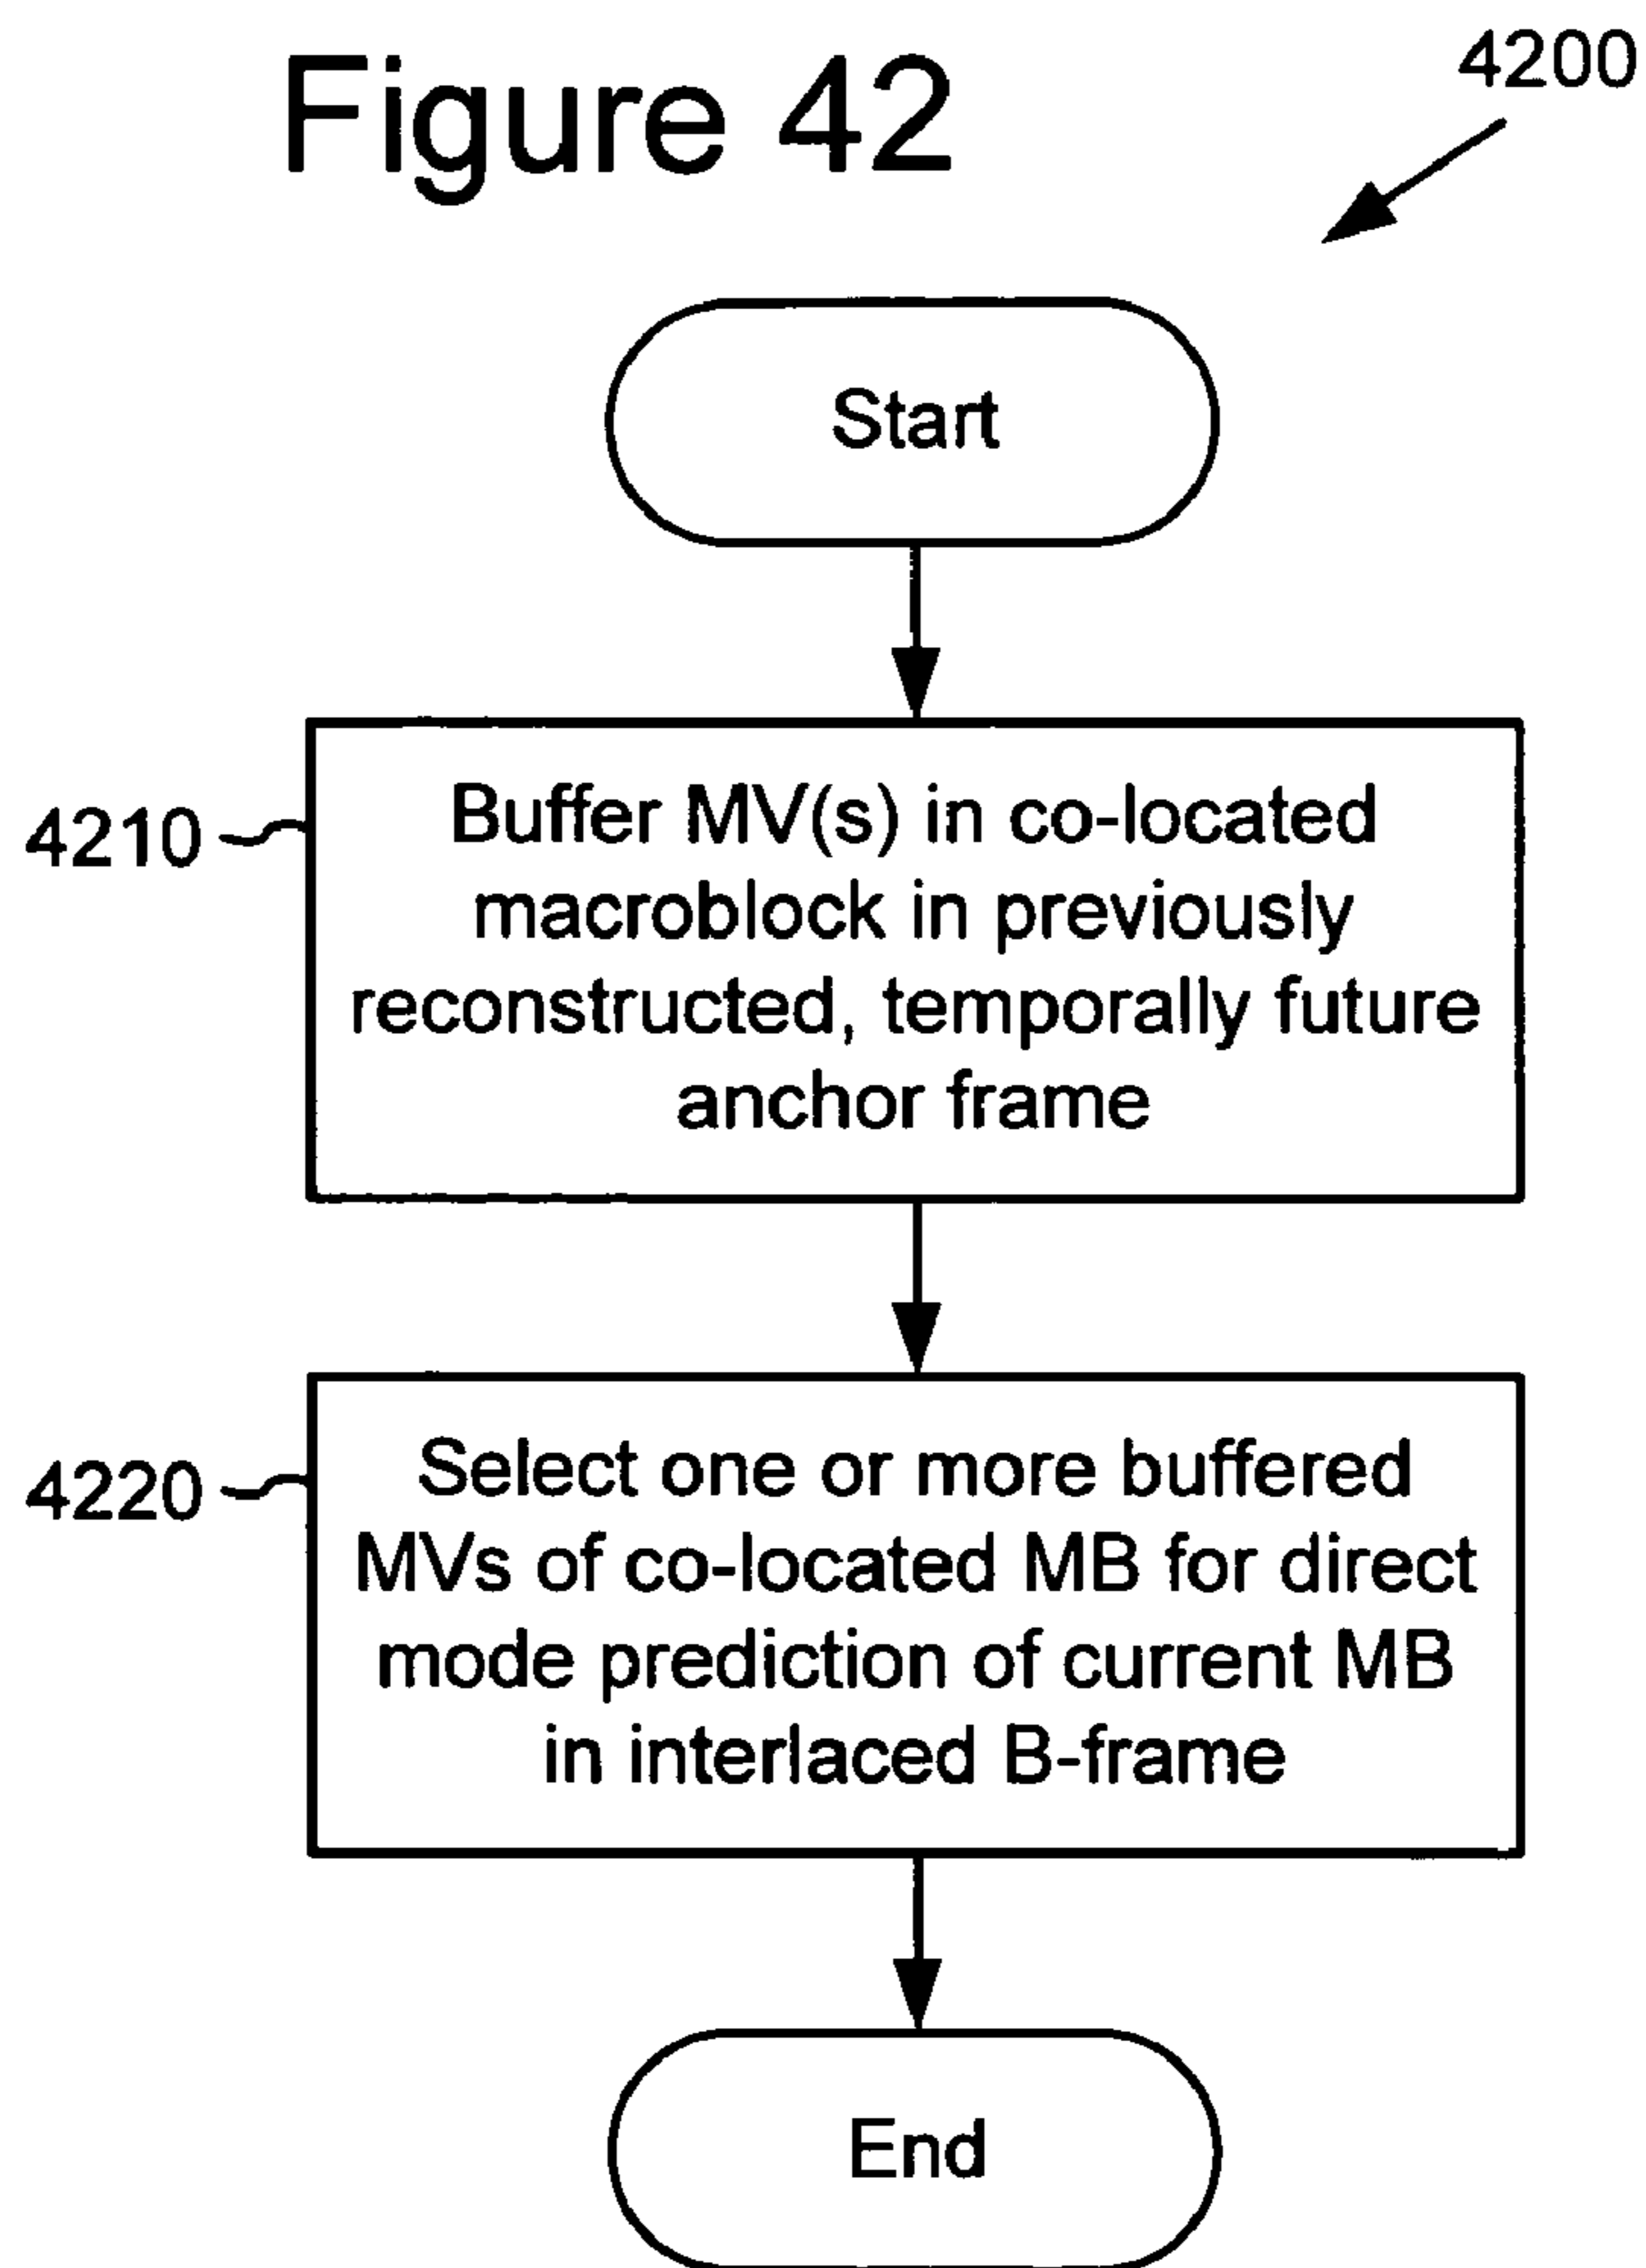 Figure 42
4200
Start
4210
Buffer MV(s) in co-located
macroblock in previously
reconstructed, temporally future
anchor frame
4220
Select one or more buffered
MVs of co-located MB for direct
mode prediction of current MB
in interlaced B-frame
End